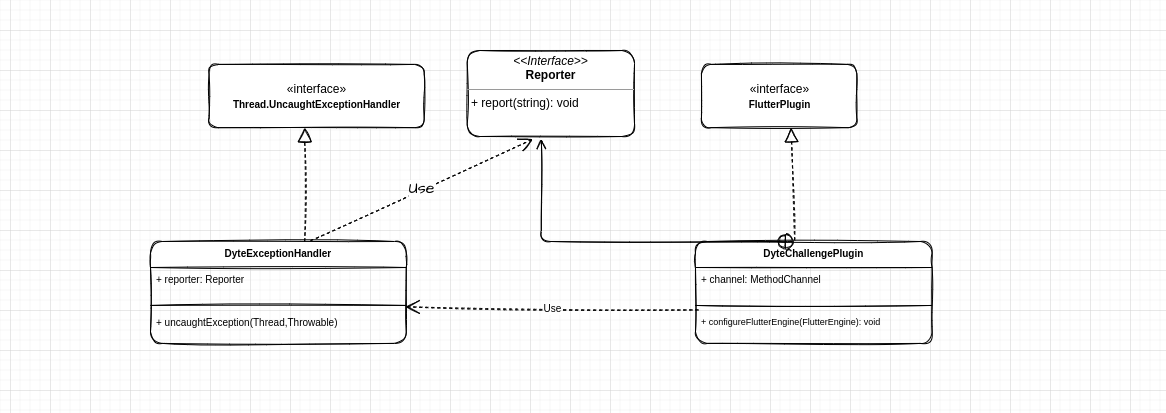 «interface»
Thread.UncaughtExceptionHandler
<<Interface>>
Reporter
+ report(string): void
«interface»
FlutterPlugin
Use
DyteExceptionHandler
+ reporter: Reporter
+ uncaughtException(Thread,Throwable)
Use
DyteChallengePlugin
+ channel: MethodChannel
+ configureFlutterEngine(FlutterEngine): void